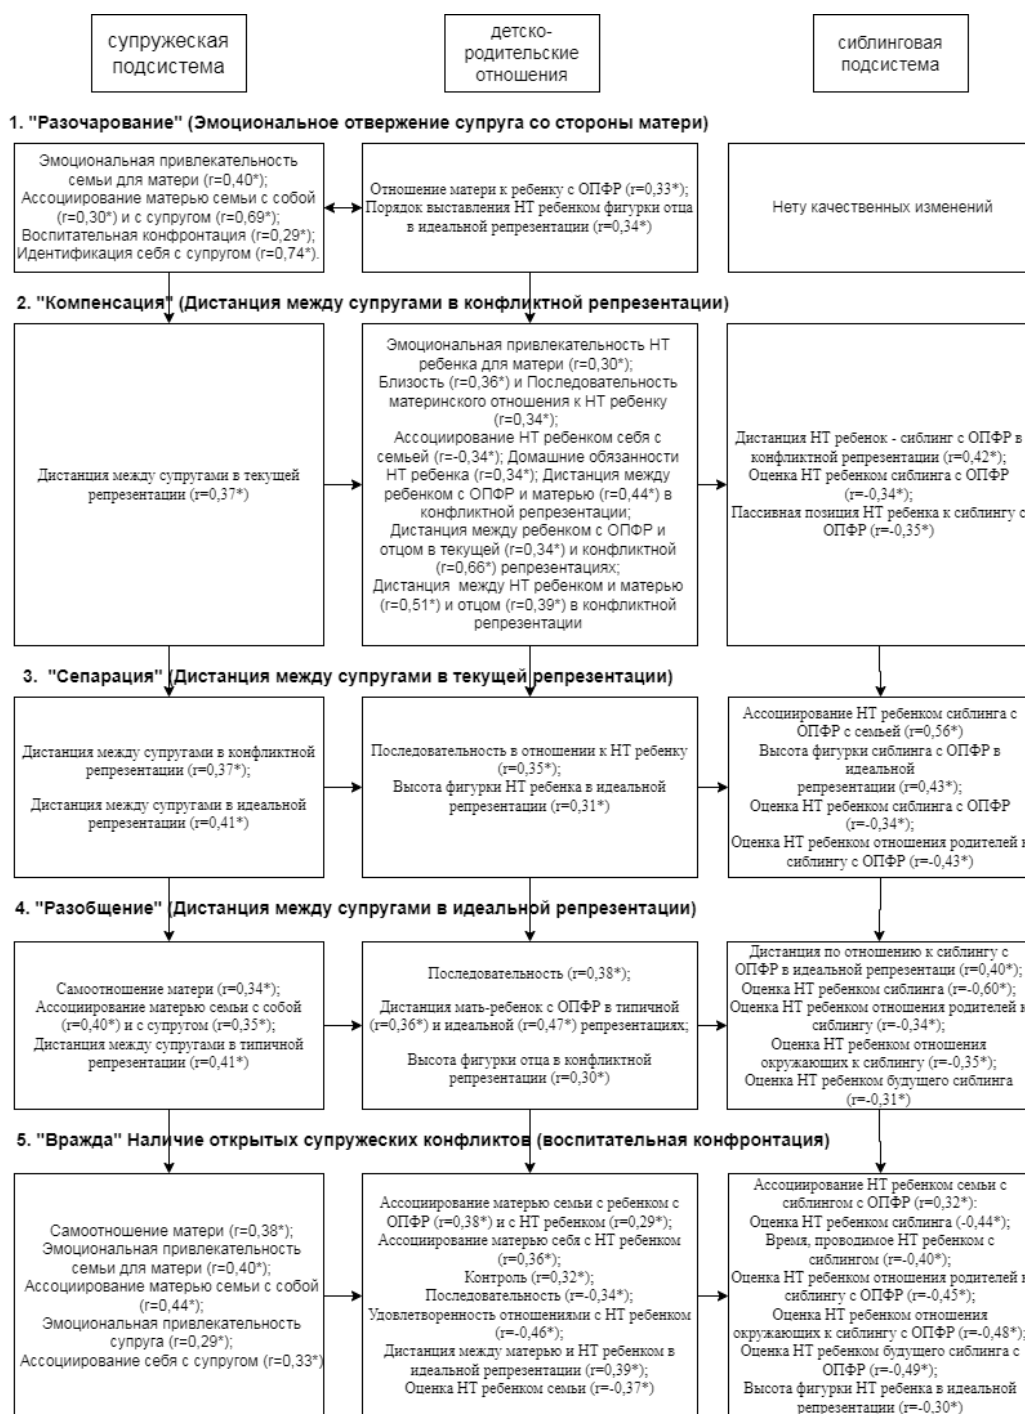 супружеская
подсистема
детско-
родительские
отношения
сиблинговая
подсистема
1. "Разочарование" (Эмоциональное отвержение супруга со стороны матери)
Эмоциональная привлекательность
семьи для матери (r=0,40*);
Ассоциирование матерью семьи с собой
(r=0,30*) и с супругом (r=0,69*);
Воспитательная конфронтация (r=0,29*);
Идентификация себя с супругом (r=0,74*).
Отношение матери к ребенку с ОПФР (r=0,33*);
Порядок выставления НТ ребенком фигурки отца
в идеальной репрезентации (r=0,34*)
Нету качественных изменений
2. "Компенсация" (Дистанция между супругами в конфликтной репрезентации)
Дистанция между супругами в текущей
репрезентации (r=0,37*)
Эмоциональная привлекательность НТ
ребенка для матери (r=0,30*);
Близость (r=0,36*) и Последовательность
материнского отношения к НТ ребенку
(r=0,34*);
Ассоциирование НТ ребенком себя с
семьей (r=-0,34*); Домашние обязанности
НТ ребенка (r=0,34*); Дистанция между
ребенком с ОПФР и матерью (r=0,44*) в
конфликтной репрезентации;
Дистанция между ребенком с ОПФР и
отцом в текущей (r=0,34*) и конфликтной
(r=0,66*) репрезентациях;
Дистанция между НТ ребенком и матерью
(r=0,51*) и отцом (r=0,39*) в конфликтной
репрезентации
Дистанция НТ ребенок - сиблинг с ОПФР в
конфликтной репрезентации (r=0,42*);
Оценка НТ ребенком сиблинга с ОПФР
(r=-0,34*);
Пассивная позиция НТ ребенка к сиблингу с
ОПФР (r=-0,35*)
3. "Сепарация" (Дистанция между супругами в текущей репрезентации)
Дистанция между супругами в конфликтной
репрезентации (r=0,37*);
Дистанция между супругами в идеальной
репрезентации (r=0,41*)
Последовательность в отношении к НТ ребенку
(r=0,35*);
Высота фигурки НТ ребенка в идеальной
репрезентации (r=0,31*)
Ассоциирование НТ ребенком сиблинга с
ОПФР с семьей (r=0,56*)
Высота фигурки сиблинга с ОПФР в
идеальной
репрезентации (r=0,43*);
Оценка НТ ребенком сиблинга с ОПФР
(r=-0,34*);
Оценка НТ ребенком отношения родителей к
сиблингу с ОПФР (r=-0,43*)
4. "Разобщение" (Дистанция между супругами в идеальной репрезентации)
Самоотношение матери (r=0,34*);
Ассоциирование матерью семьи с собой
(r=0,40*) и с супругом (r=0,35*);
Дистанция между супругами в типичной
репрезентации (r=0,41*)
Последовательность (r=0,38*);
Дистанция мать-ребенок с ОПФР в типичной
(r=0,36*) и идеальной (r=0,47*) репрезентациях;
Высота фигурки отца в конфликтной
репрезентации (r=0,30*)
Дистанция по отношению к сиблингу с
ОПФР в идеальной репрезентаци (r=0,40*);
Оценка НТ ребенком сиблинга (r=-0,60*);
Оценка НТ ребенком отношения родителей к
сиблингу (r=-0,34*);
Оценка НТ ребенком отношения
окружающих к сиблингу (r=-0,35*);
Оценка НТ ребенком будущего сиблинга
(r=-0,31*)
5. "Вражда" Наличие открытых супружеских конфликтов (воспитательная конфронтация)
Самоотношение матери (r=0,38*);
Эмоциональная привлекательность
семьи для матери (r=0,40*);
Ассоциирование матерью семьи с собой
(r=0,44*);
Эмоциональная привлекательность
супруга (r=0,29*);
Ассоциирование себя с супругом (r=0,33*)
Ассоциирование матерью семьи с ребенком с
ОПФР (r=0,38*) и с НТ ребенком (r=0,29*);
Ассоциирование матерью себя с НТ ребенком
(r=0,36*);
Контроль (r=0,32*);
Последовательность (r=-0,34*);
Удовлетворенность отношениями с НТ ребенком
(r=-0,46*);
Дистанция между матерью и НТ ребенком в
идеальной репрезентации (r=0,39*);
Оценка НТ ребенком семьи (r=-0,37*)
Ассоциирование НТ ребенком семьи с
сиблингом с ОПФР (r=0,32*):
Оценка НТ ребенком сиблинга (-0,44*);
Время, проводимое НТ ребенком с
сиблингом (r=-0,40*);
Оценка НТ ребенком отношения родителей к
сиблингу с ОПФР (r=-0,45*);
Оценка НТ ребенком отношения
окружающих к сиблингу с ОПФР (r=-0,48*);
Оценка НТ ребенком будущего сиблинга с
ОПФР (r=-0,49*);
Высота фигурки НТ ребенка в идеальной
репрезентации (r=-0,30*)